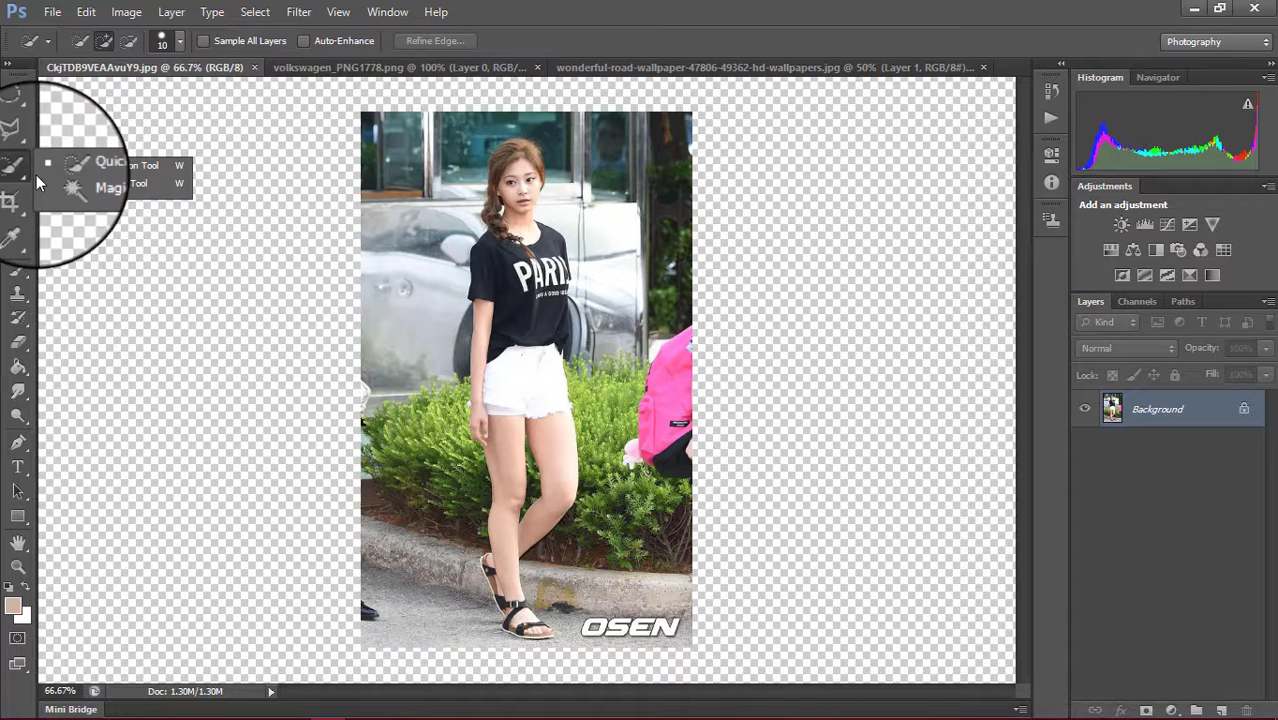 Ps File Edit Image Layer Type Select Filter View Window Help
10 Sample All Layers Auto-Enhance Refine Edge... Photography
CkjTDB9VEAAvuY9.jpg @ 66.7% (RGB/8) × volkswagen_PNG1778.png @ 100% (Layer 0, RGB/... × wonderful-road-wallpaper-47806-49362-hd-wallpapers.jpg @ 50% (Layer 1, RGB/8#)... ×
Histogram Navigator
Quic on Tool W
Magi Tool W
Adjustments
Add an adjustment
PARI
Layers Channels Paths
Kind
Normal Opacity: 100%
Lock: Fill: 100%
Background
OSEN
66.67% Doc: 1.30M/1.30M
Mini Bridge